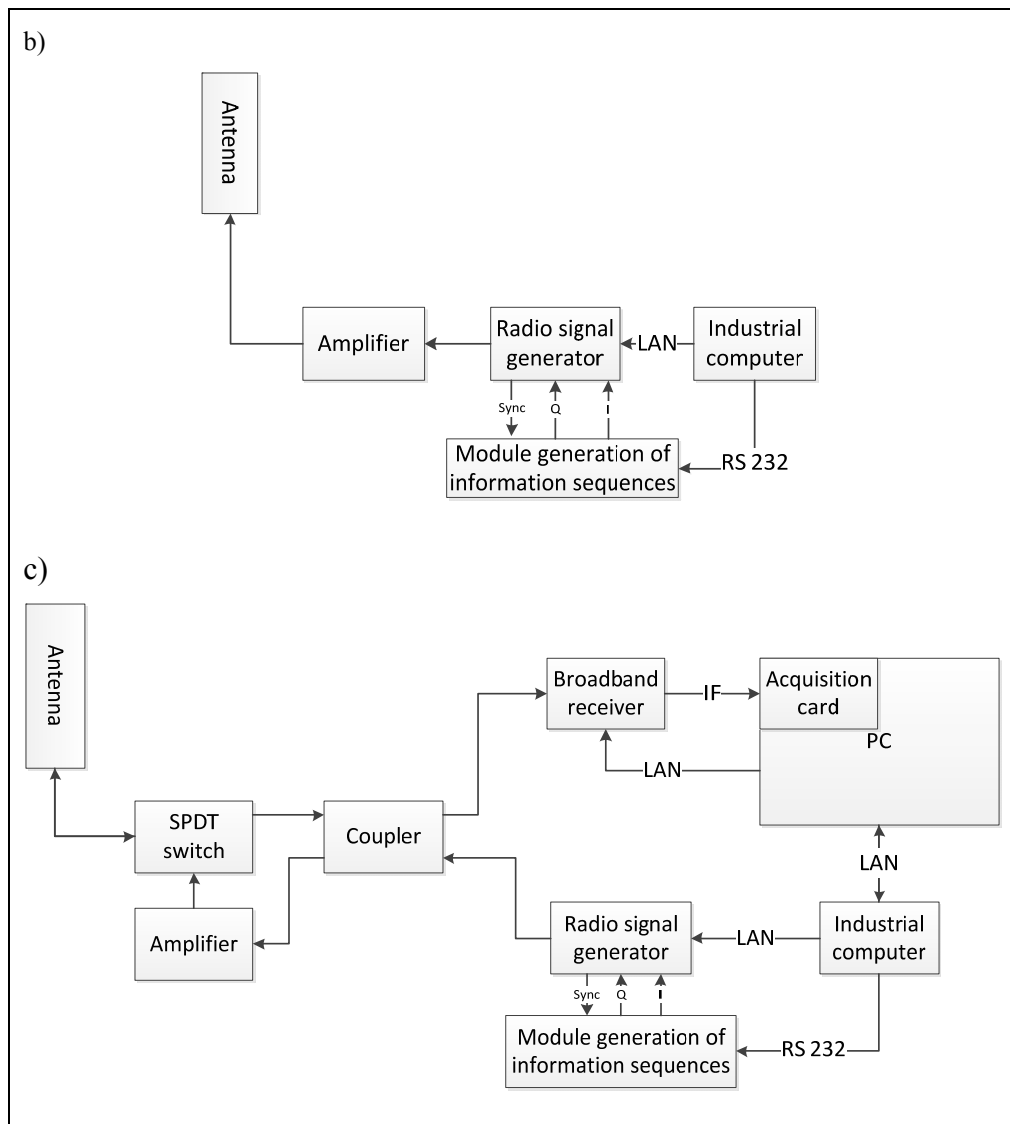 b)
Antenna
Amplifier
Radio signal
generator
LAN
Industrial
computer
Sync
Q
I
Module generation of
information sequences
RS 232
c)
Antenna
Broadband
receiver
IF
Acquisition
card
PC
LAN
SPDT
switch
Coupler
LAN
Amplifier
Radio signal
generator
LAN
Industrial
computer
Sync
Q
I
Module generation of
information sequences
RS 232